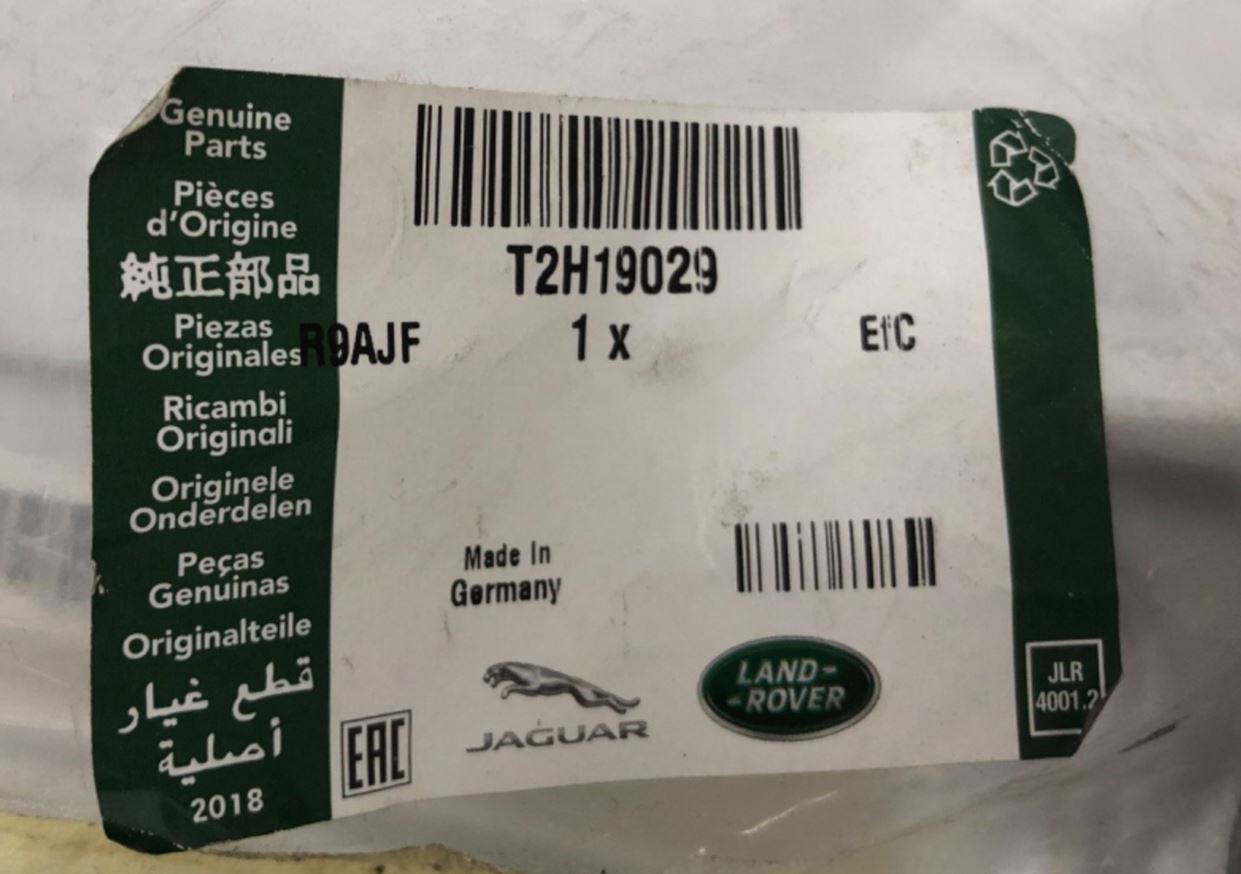 Genuine
Parts
Pièces
d'Origine
純正部品
Piezas
Originales
Ricambi
Originali
Originele
Onderdelen
Peças
Genuinas
Originalteile
قطع غيار
أصلية
2018
T2H19029
R9AJF 1 x
Made In
Germany
EAC
JAGUAR
LAND-
-ROVER
JLR
4001.2